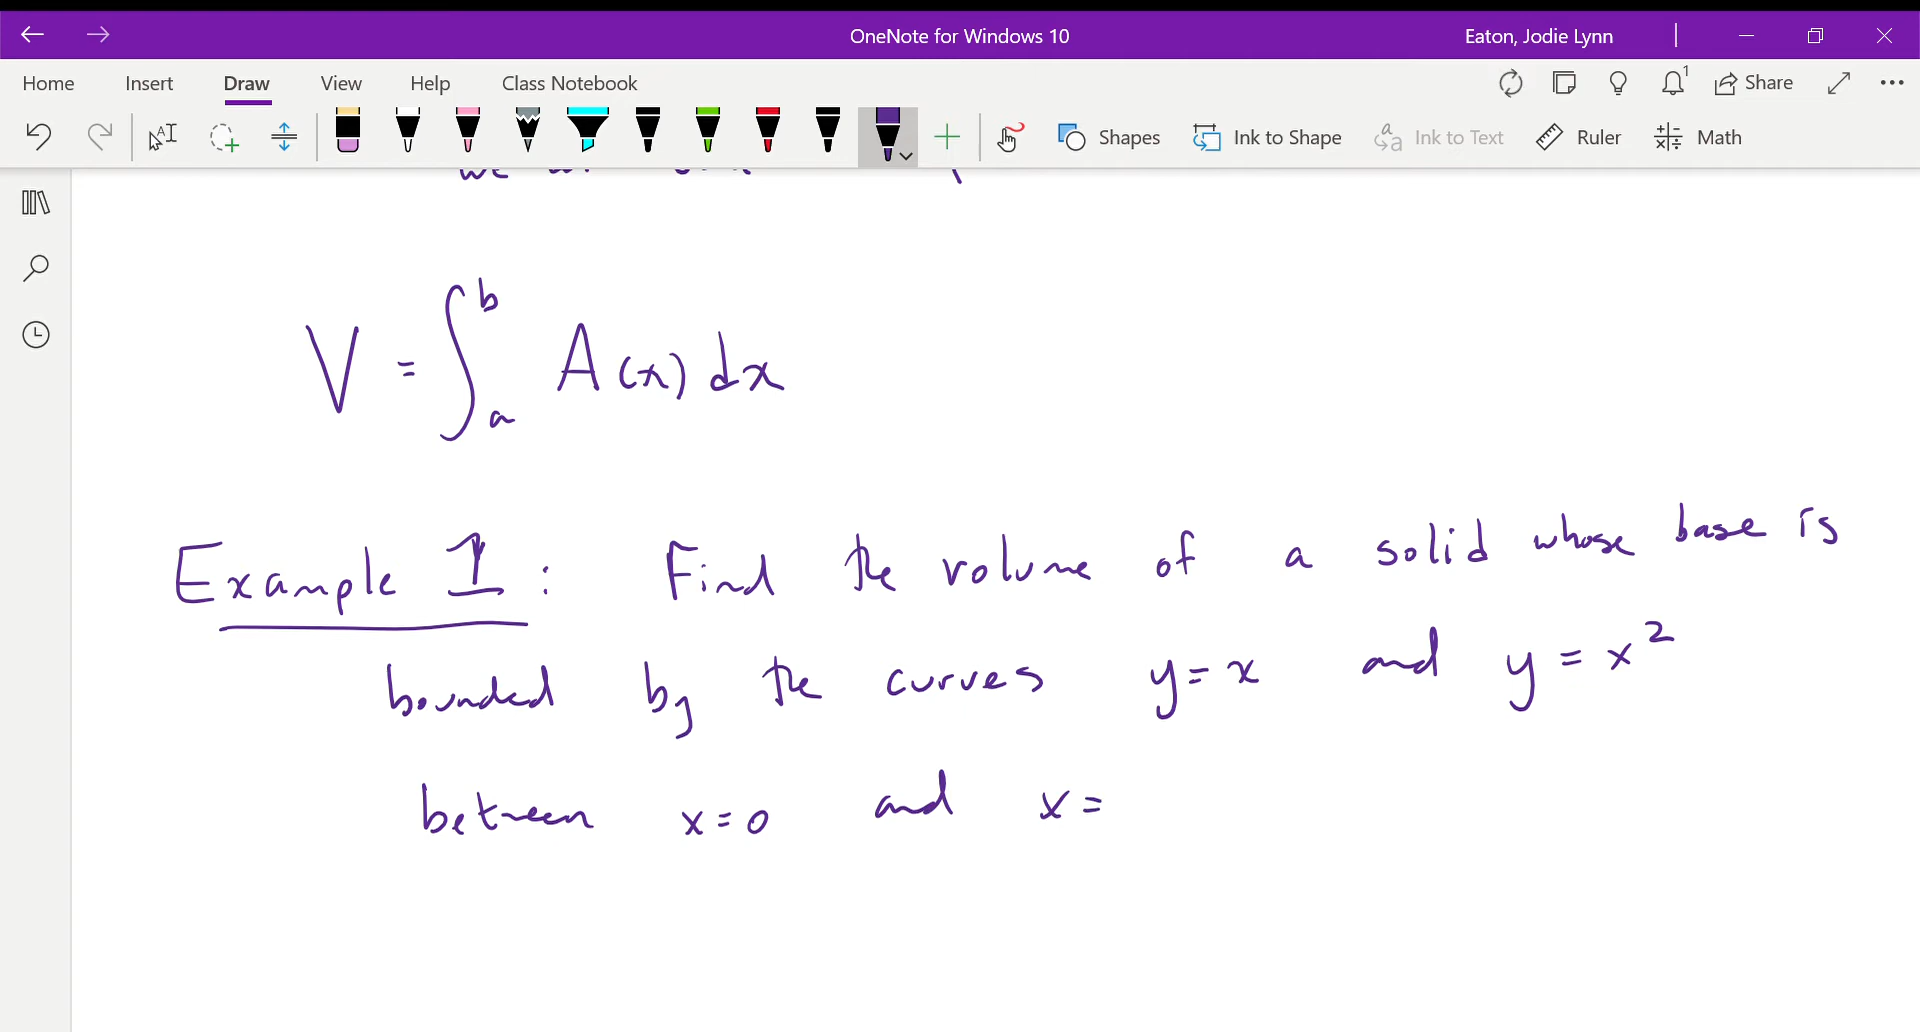 OneNote for Windows 10
Eaton, Jodie Lynn
Home Insert Draw View Help Class Notebook
1 Share
Shapes Ink to Shape Ink to Text Ruler Math
V = ∫_a^b A(x) dx
Example 1: Find the volume of a solid whose base is
bounded by the curves y = x and y = x²
between x = 0 and x =